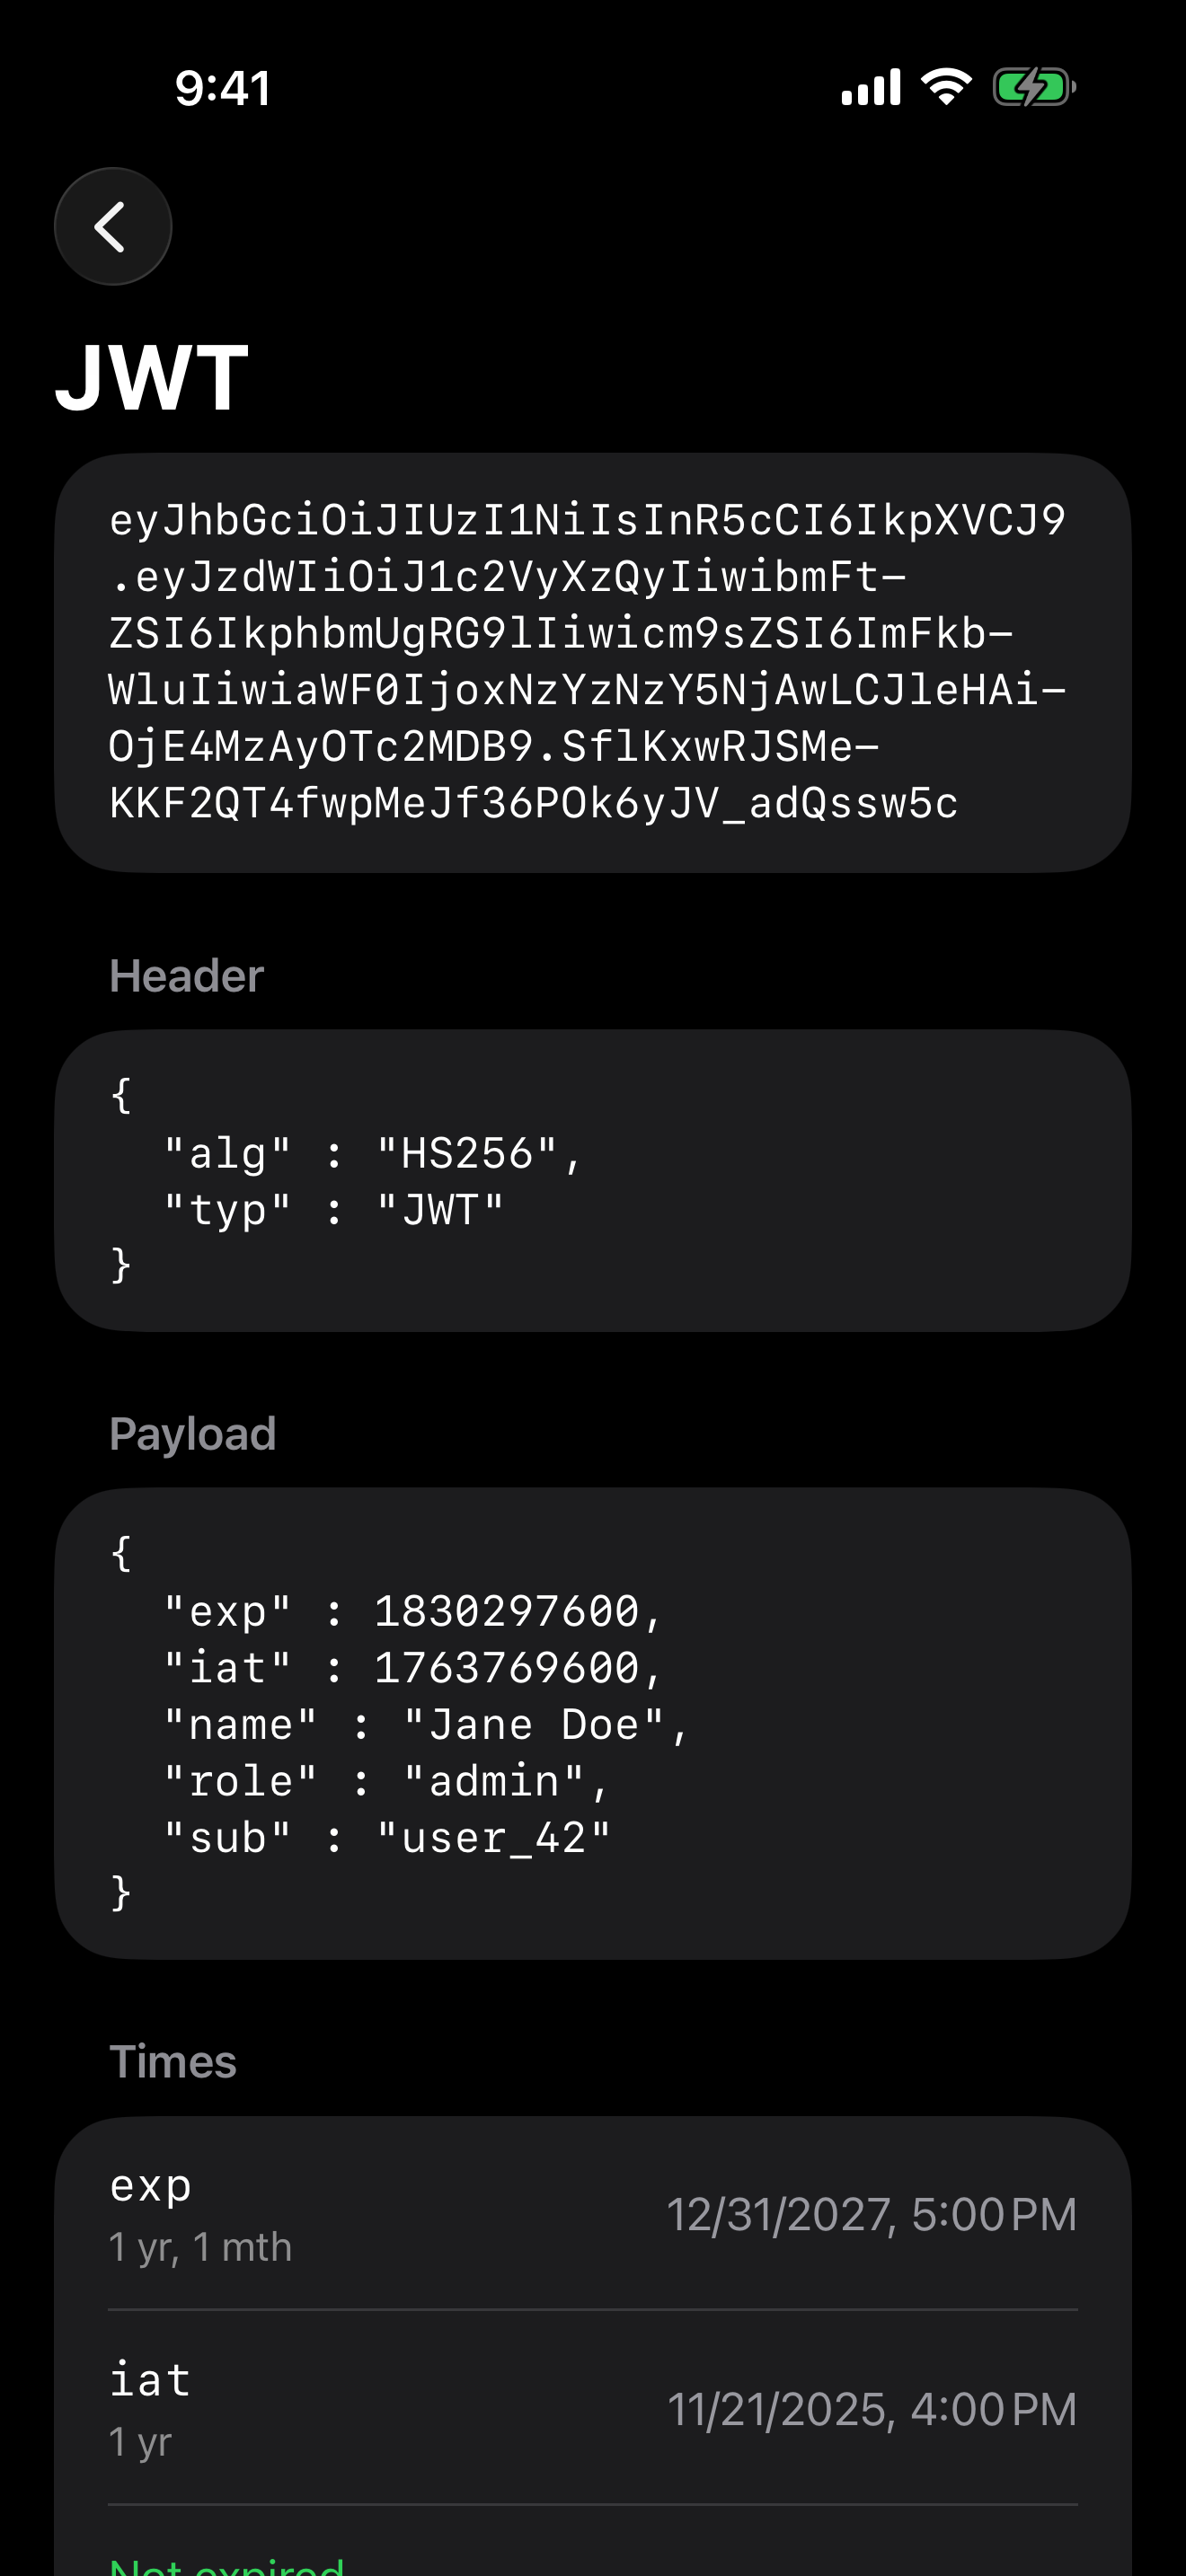 9:41
JWT
eyJhbGciOiJIUzI1NiIsInR5cCI6IkpXVCJ9
.eyJzdWIiOiJ1c2VyXzQyIiwibmFt-
ZSI6IkphbmUgRG9lIiwicm9sZSI6ImFkb-
WluIiwiaWF0IjoxNzYzNzY5NjAwLCJleHAi-
OjE4MzAyOTc2MDB9.SflKxwRJSMe-
KKF2QT4fwpMeJf36POk6yJV_adQssw5c
Header
{
  "alg" : "HS256",
  "typ" : "JWT"
}
Payload
{
  "exp" : 1830297600,
  "iat" : 1763769600,
  "name" : "Jane Doe",
  "role" : "admin",
  "sub" : "user_42"
}
Times
exp
12/31/2027, 5:00 PM
1 yr, 1 mth
iat
11/21/2025, 4:00 PM
1 yr
Not expired